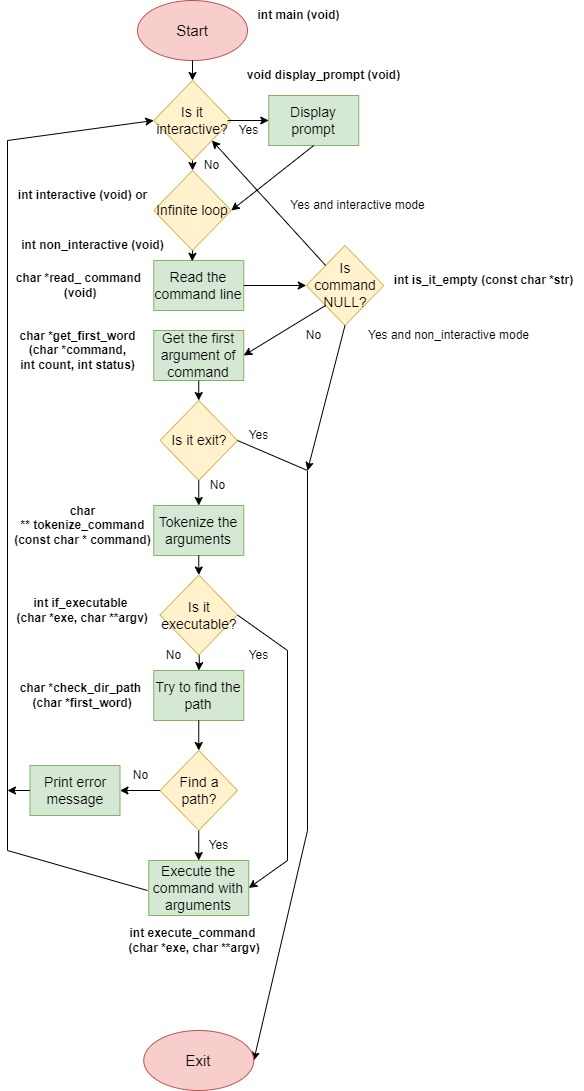 int main (void)
Start
void display_prompt (void)
Is it
interactive?
Yes
Display
prompt
No
int interactive (void) or
Infinite loop
Yes and interactive mode
int non_interactive (void)
char *read_ command
(void)
Read the
command line
Is
command
NULL?
int is_it_empty (const char *str)
char *get_first_word
(char *command,
int count, int status)
Get the first
argument of
command
No
Yes and non_interactive mode
Is it exit?
Yes
No
char
** tokenize_command
(const char * command)
Tokenize the
arguments
int if_executable
(char *exe, char **argv)
Is it
executable?
No
Yes
char *check_dir_path
(char *first_word)
Try to find the
path
Print error
message
No
Find a
path?
Yes
Execute the
command with
arguments
int execute_command
(char *exe, char **argv)
Exit